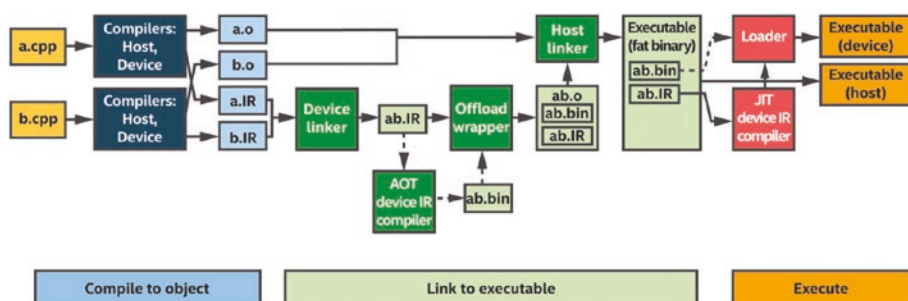 a.cpp
Compilers:
Host,
Device
b.cpp
Compilers:
Host,
Device
a.o
b.o
a.IR
b.IR
Device
linker
ab.IR
AOT
device IR
compiler
ab.bin
Offload
wrapper
ab.o
ab.bin
ab.IR
Host
linker
Executable
(fat binary)
ab.bin
ab.IR
Loader
JIT
device IR
compiler
Executable
(device)
Executable
(host)
Compile to object
Link to executable
Execute